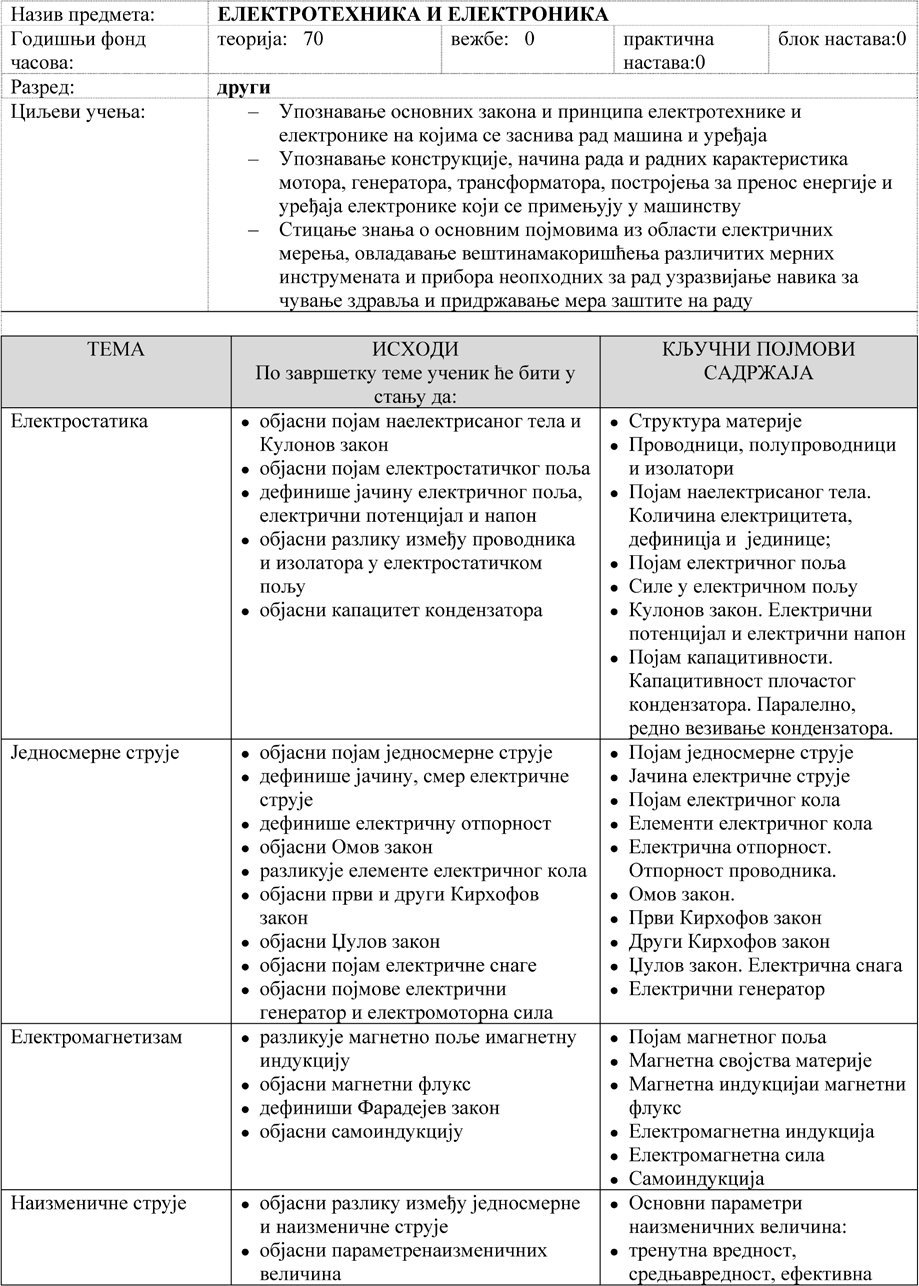 Назив предмета: ЕЛЕКТРОТЕХНИКА И ЕЛЕКТРОНИКА
Годишњи фонд часова: теорија: 70 вежбе: 0 практична настава:0 блок настава:0
Разред: други
Циљеви учења:
– Упознавање основних закона и принципа електротехнике и
електронике на којима се заснива рад машина и уређаја
– Упознавање конструкције, начина рада и радних карактеристика
мотора, генератора, трансформатора, постројења за пренос енергије и
уређаја електронике који се примењују у машинству
– Стицање знања о основним појмовима из области електричних
мерења, овладавање вештинамакоришћења различитих мерних
инструмената и прибора неопходних за рад узразвијање навика за
чување здравља и придржавање мера заштите на раду
ТЕМА
ИСХОДИ
По завршетку теме ученик ће бити у
стању да:
КЉУЧНИ ПОЈМОВИ
САДРЖАЈА
Електростатика
• објасни појам наелектрисаног тела и
Кулонов закон
• објасни појам електростатичког поља
• дефинише јачину електричног поља,
електрични потенцијал и напон
• објасни разлику између проводника
и изолатора у електростатичком
пољу
• објасни капацитет кондензатора
• Структура материје
• Проводници, полупроводници
и изолатори
• Појам наелектрисаног тела.
Количина електрицитета,
дефиницја и јединице;
• Појам електричног поља
• Силе у електричном пољу
• Кулонов закон. Електрични
потенцијал и електрични напон
• Појам капацитивности.
Капацитивност плочастог
кондензатора. Паралелно,
редно везивање кондензатора.
Једносмерне струје
• објасни појам једносмерне струје
• дефинише јачину, смер електричне
струје
• дефинише електричну отпорност
• објасни Омов закон
• разликује елементе електричног кола
• објасни први и други Кирхофов
закон
• објасни Џулов закон
• објасни појам електричне снаге
• објасни појмове електрични
генератор и електромоторна сила
• Појам једносмерне струје
• Јачина електричне струје
• Појам електричног кола
• Елементи електричног кола
• Електрична отпорност.
Отпорност проводника.
• Омов закон.
• Први Кирхофов закон
• Други Кирхофов закон
• Џулов закон. Електрична снага
• Електрични генератор
Електромагнетизам
• разликује магнетно поље имагнетну
индукцију
• објасни магнетни флукс
• дефиниши Фарадејев закон
• објасни самоиндукцију
• Појам магнетног поља
• Магнетна својства материје
• Магнетна индукцијаи магнетни
флукс
• Електромагнетна индукција
• Електромагнетна сила
• Самоиндукција
Наизменичне струје
• објасни разлику између једносмерне
и наизменичне струје
• објасни параметренаизменичних
величина
• Основни параметри
наизменичних величина:
• тренутна вредност,
средњавредност, ефективна